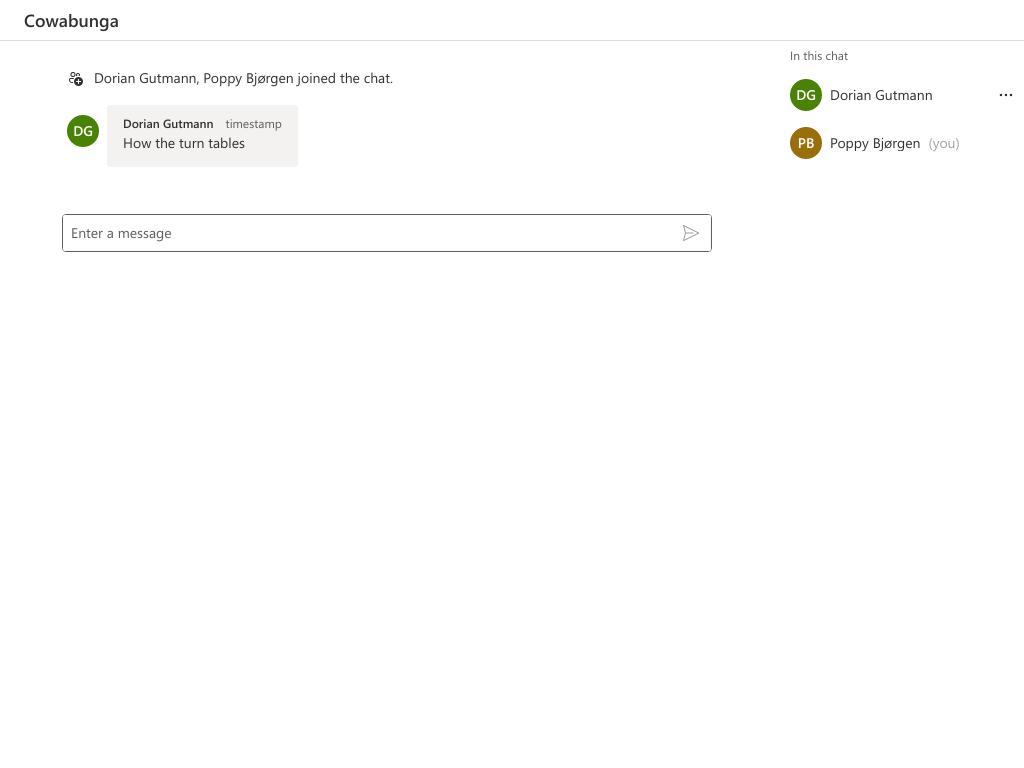 Cowabunga
Dorian Gutmann, Poppy Bjørgen joined the chat.
DG
Dorian Gutmann timestamp
How the turn tables
Enter a message
In this chat
DG Dorian Gutmann
PB Poppy Bjørgen (you)